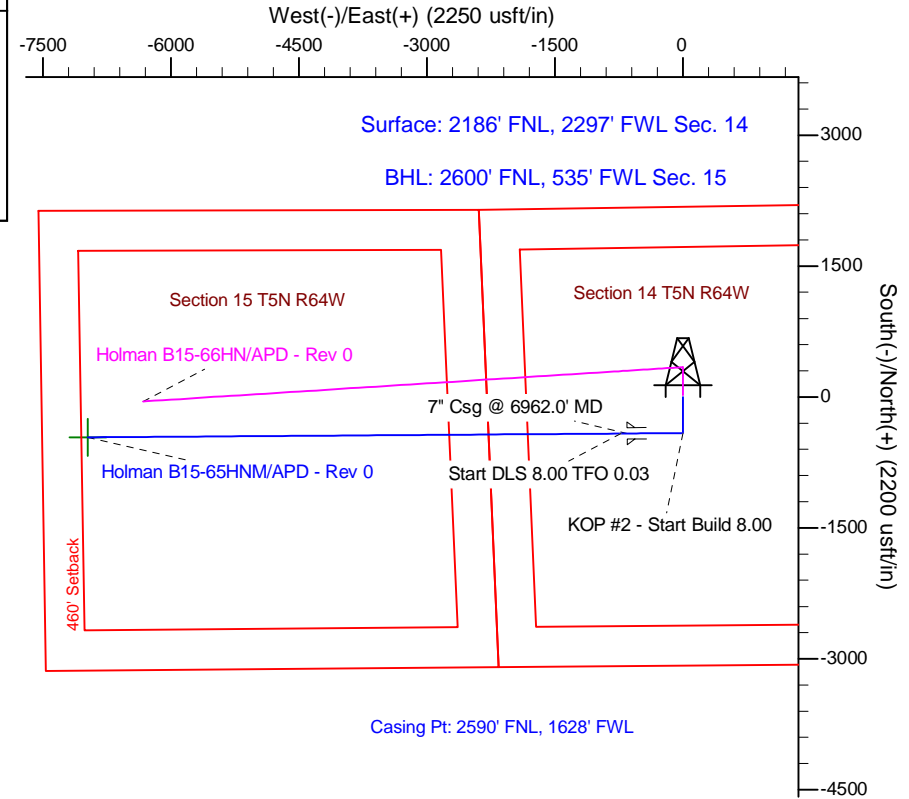 West(-)/East(+) (2250 usft/in)
-7500 -6000 -4500 -3000 -1500 0
Surface: 2186' FNL, 2297' FWL Sec. 14
3000
BHL: 2600' FNL, 535' FWL Sec. 15
1500
Section 15 T5N R64W
Section 14 T5N R64W
South(-)/North(+) (2200 usft/in)
Holman B15-66HN/APD - Rev 0
0
7" Csg @ 6962.0' MD
Holman B15-65HNM/APD - Rev 0
Start DLS 8.00 TFO 0.03
KOP #2 - Start Build 8.00
-1500
460' Setback
-3000
Casing Pt: 2590' FNL, 1628' FWL
-4500